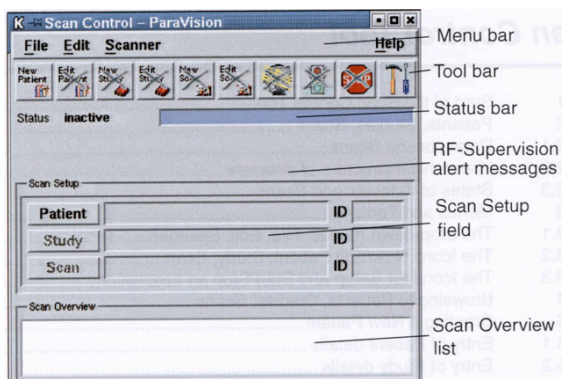 Scan Control – ParaVision
File Edit Scanner Help
Menu bar
New Patient
Edit Patient
New Study
Edit Study
New Scan
Edit Scan
STOP
Tool bar
Status inactive
Status bar
RF-Supervision
alert messages
Scan Setup
Patient ID
Study ID
Scan ID
Scan Setup
field
Scan Overview
Scan Overview
list